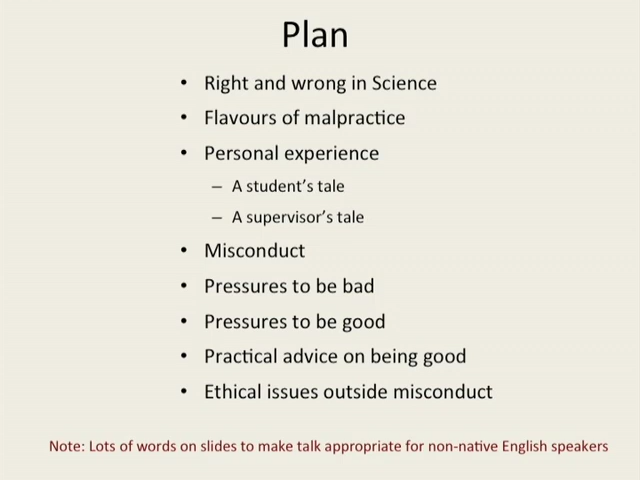 Plan
• Right and wrong in Science
• Flavours of malpractice
• Personal experience
– A student's tale
– A supervisor's tale
• Misconduct
• Pressures to be bad
• Pressures to be good
• Practical advice on being good
• Ethical issues outside misconduct
Note: Lots of words on slides to make talk appropriate for non-native English speakers